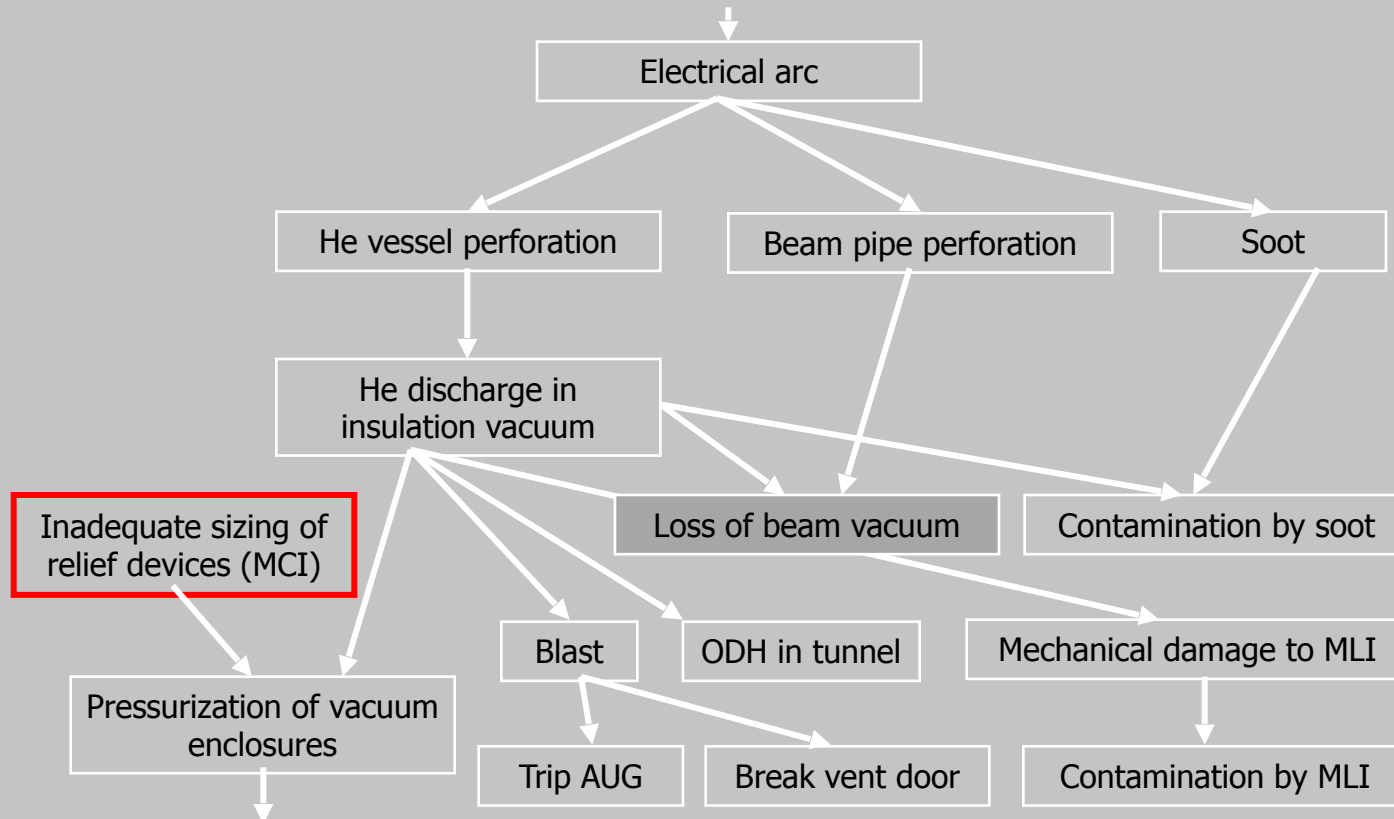 Electrical arc
He vessel perforation
Beam pipe perforation
Soot
He discharge in
insulation vacuum
Inadequate sizing of
relief devices (MCI)
Loss of beam vacuum
Contamination by soot
Blast
ODH in tunnel
Mechanical damage to MLI
Pressurization of vacuum
enclosures
Trip AUG
Break vent door
Contamination by MLI